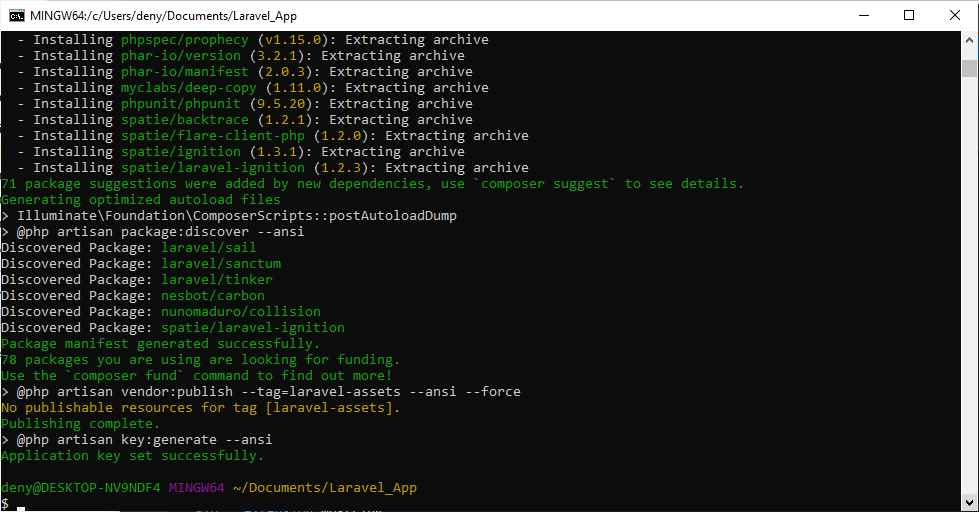 MINGW64:/c/Users/deny/Documents/Laravel_App
- Installing phpspec/prophecy (v1.15.0): Extracting archive
- Installing phar-io/version (3.2.1): Extracting archive
- Installing phar-io/manifest (2.0.3): Extracting archive
- Installing myclabs/deep-copy (1.11.0): Extracting archive
- Installing phpunit/phpunit (9.5.20): Extracting archive
- Installing spatie/backtrace (1.2.1): Extracting archive
- Installing spatie/flare-client-php (1.2.0): Extracting archive
- Installing spatie/ignition (1.3.1): Extracting archive
- Installing spatie/laravel-ignition (1.2.3): Extracting archive
71 package suggestions were added by new dependencies, use `composer suggest` to see details.
Generating optimized autoload files
> Illuminate\Foundation\ComposerScripts::postAutoloadDump
> @php artisan package:discover --ansi
Discovered Package: laravel/sail
Discovered Package: laravel/sanctum
Discovered Package: laravel/tinker
Discovered Package: nesbot/carbon
Discovered Package: nunomaduro/collision
Discovered Package: spatie/laravel-ignition
Package manifest generated successfully.
78 packages you are using are looking for funding.
Use the `composer fund` command to find out more!
> @php artisan vendor:publish --tag=laravel-assets --ansi --force
No publishable resources for tag [laravel-assets].
Publishing complete.
> @php artisan key:generate --ansi
Application key set successfully.
deny@DESKTOP-NV9NDF4 MINGW64 ~/Documents/Laravel_App
$